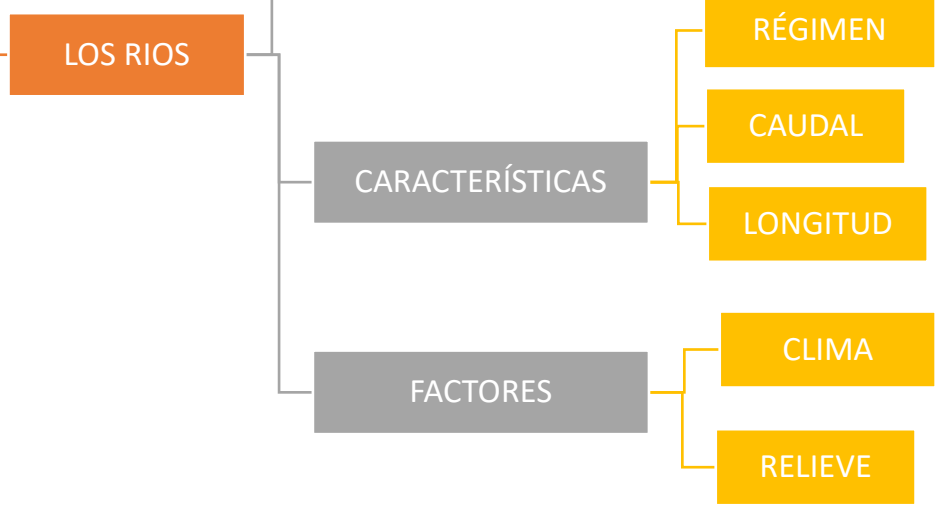 LOS RIOS
CARACTERÍSTICAS
RÉGIMEN
CAUDAL
LONGITUD
FACTORES
CLIMA
RELIEVE